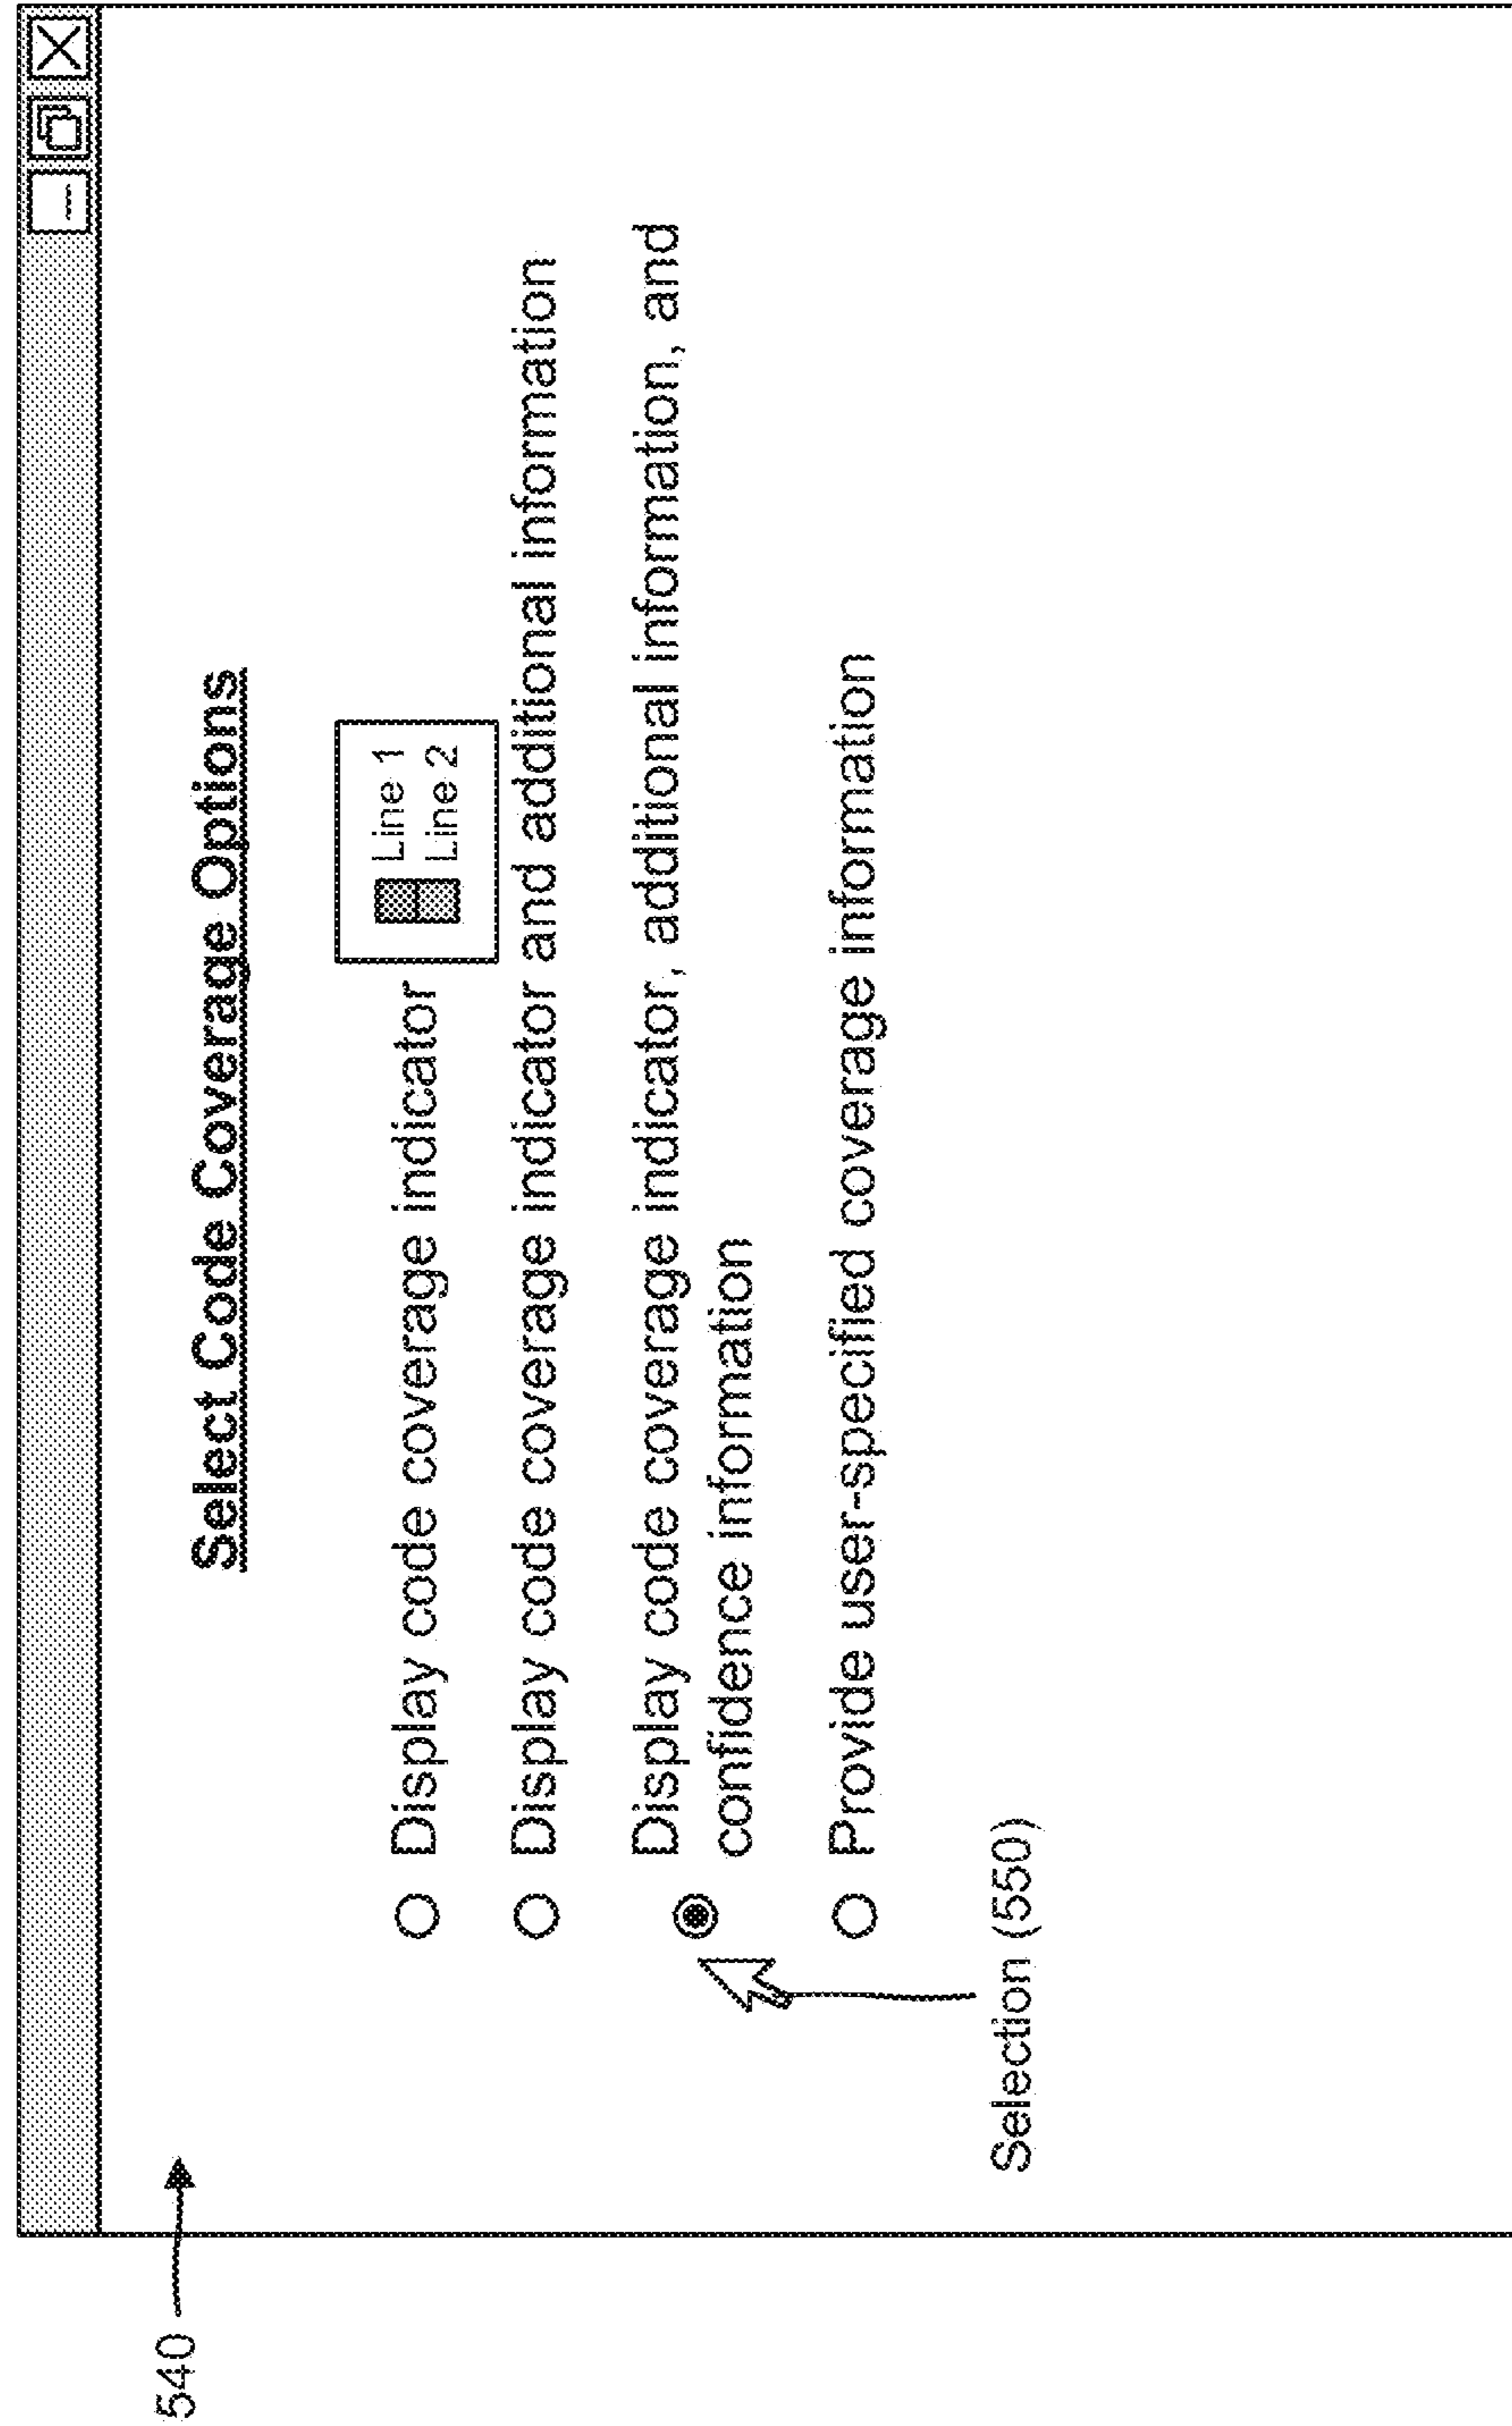 540
Select Code Coverage Options
Display code coverage indicator
Line 1
Line 2
Display code coverage indicator and additional information
Display code coverage indicator, additional information, and
confidence information
Provide user-specified coverage information
Selection (550)